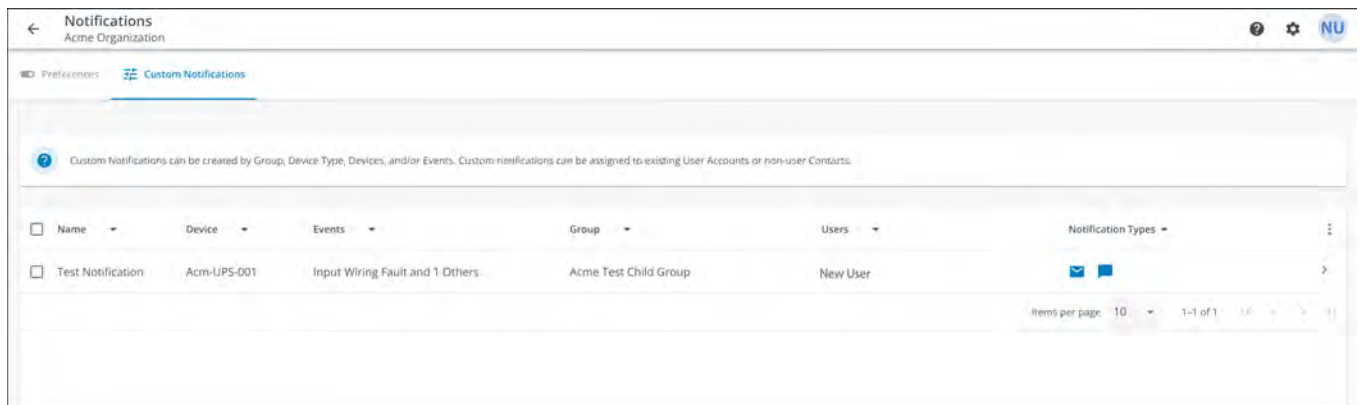 Notifications
Acme Organization
NU
Preferences Custom Notifications
Custom Notifications can be created by Group, Device Type, Devices, and/or Events. Custom notifications can be assigned to existing User Accounts or non-user Contacts.
Name Device Events Group Users Notification Types
Test Notification Acm-UPS-001 Input Wiring Fault and 1 Others Acme Test Child Group New User
Items per page 10 1–1 of 1